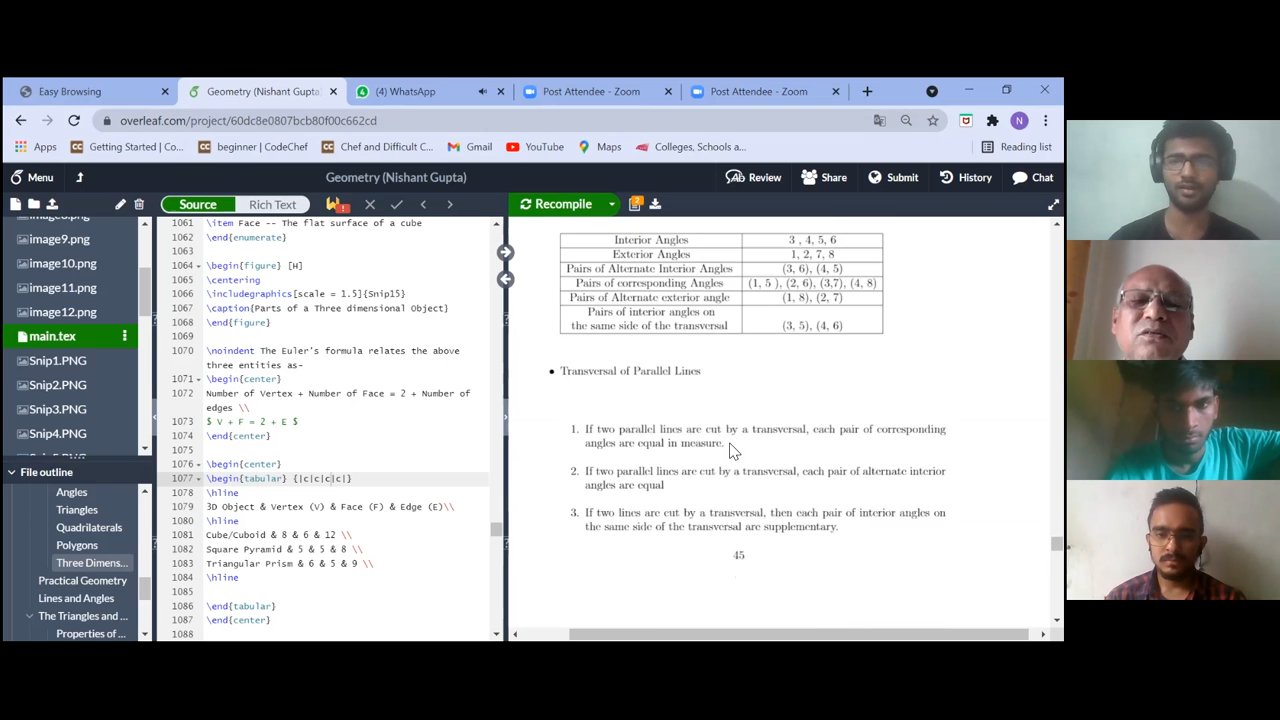 Easy Browsing
Geometry (Nishant Gupta)
(4) WhatsApp
Post Attendee - Zoom
Post Attendee - Zoom
overleaf.com/project/60dc8e0807bcb80f00c662cd
N
Apps
Getting Started | Co...
beginner | CodeChef
Chef and Difficult C...
Gmail
YouTube
Maps
Colleges, Schools a...
Reading list
Menu
Geometry (Nishant Gupta)
Review
Share
Submit
History
Chat
Source
Rich Text
Recompile
2
image9.png
image10.png
image11.png
image12.png
main.tex
Snip1.PNG
Snip2.PNG
Snip3.PNG
Snip4.PNG
File outline
Angles
Triangles
Quadrilaterals
Polygons
Three Dimens...
Practical Geometry
Lines and Angles
The Triangles and ...
Properties of ...
1061 \item Face -- The flat surface of a cube
1062 \end{enumerate}
1063
1064 \begin{figure} [H]
1065 \centering
1066 \includegraphics[scale = 1.5]{Snip15}
1067 \caption{Parts of a Three dimensional Object}
1068 \end{figure}
1069
1070 \noindent The Euler's formula relates the above
three entities as-
1071 \begin{center}
1072 Number of Vertex + Number of Face = 2 + Number of
edges \\
1073 $ V + F = 2 + E $
1074 \end{center}
1075
1076 \begin{center}
1077 \begin{tabular} {|c|c|c|c|}
1078 \hline
1079 3D Object & Vertex (V) & Face (F) & Edge (E)\\
1080 \hline
1081 Cube/Cuboid & 8 & 6 & 12 \\
1082 Square Pyramid & 5 & 5 & 8 \\
1083 Triangular Prism & 6 & 5 & 9 \\
1084 \hline
1085
1086 \end{tabular}
1087 \end{center}
1088
Interior Angles 3 , 4, 5, 6
Exterior Angles 1, 2, 7, 8
Pairs of Alternate Interior Angles (3, 6), (4, 5)
Pairs of corresponding Angles (1, 5 ), (2, 6), (3,7), (4, 8)
Pairs of Alternate exterior angle (1, 8), (2, 7)
Pairs of interior angles on
the same side of the transversal (3, 5), (4, 6)
• Transversal of Parallel Lines
1. If two parallel lines are cut by a transversal, each pair of corresponding
angles are equal in measure.
2. If two parallel lines are cut by a transversal, each pair of alternate interior
angles are equal
3. If two lines are cut by a transversal, then each pair of interior angles on
the same side of the transversal are supplementary.
45